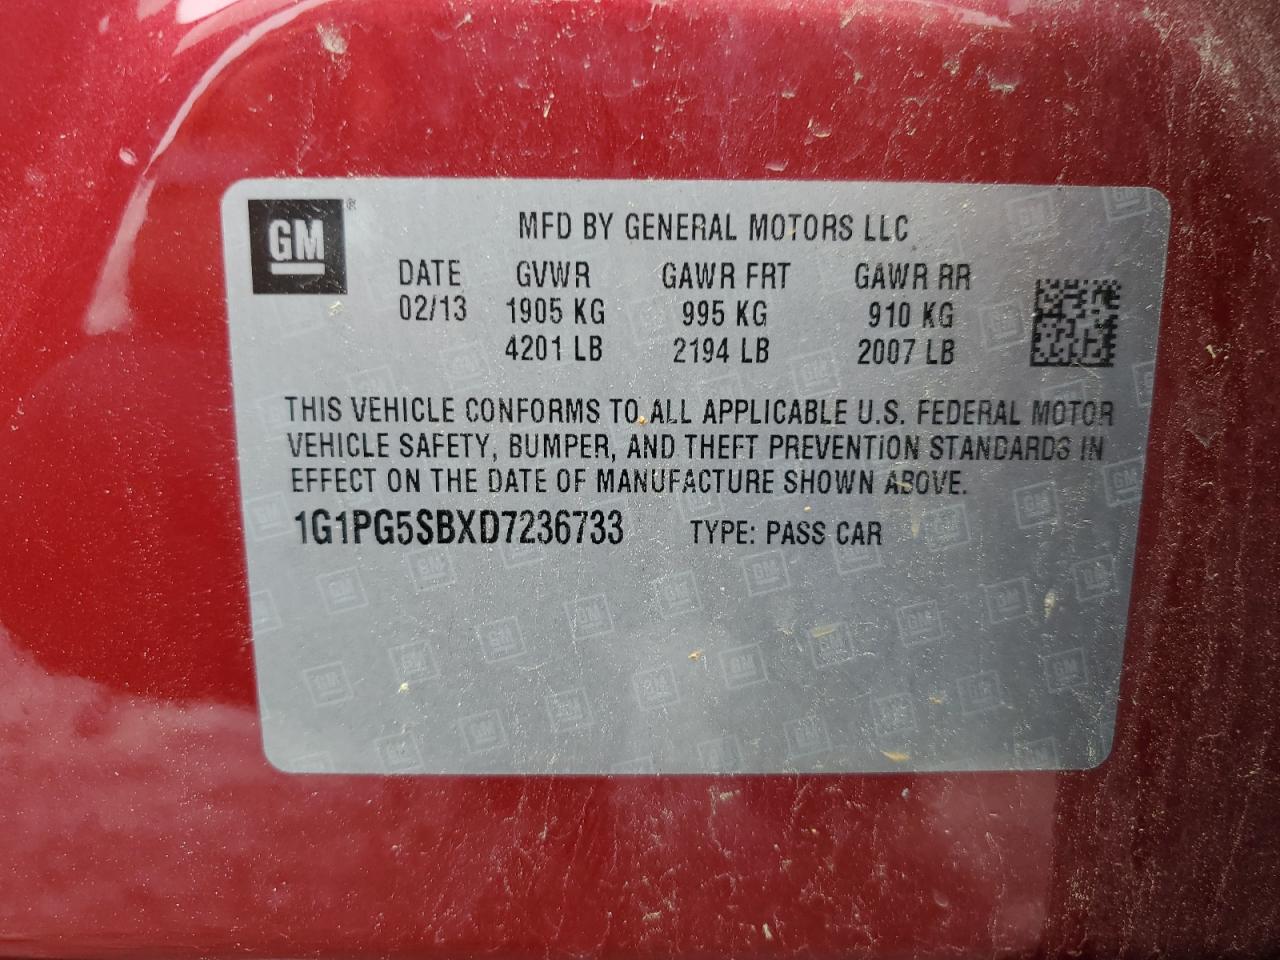 GM®
MFD BY GENERAL MOTORS LLC
DATE GVWR GAWR FRT GAWR RR
02/13 1905 KG 995 KG 910 KG
4201 LB 2194 LB 2007 LB
THIS VEHICLE CONFORMS TO ALL APPLICABLE U.S. FEDERAL MOTOR
VEHICLE SAFETY, BUMPER, AND THEFT PREVENTION STANDARDS IN
EFFECT ON THE DATE OF MANUFACTURE SHOWN ABOVE.
1G1PG5SBXD7236733 TYPE: PASS CAR